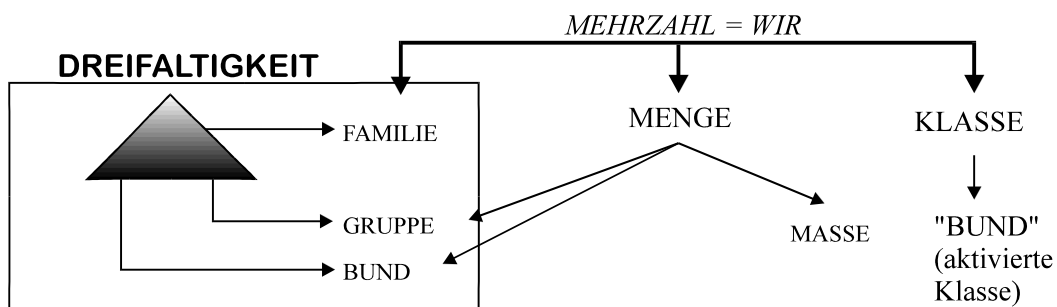 MEHRZAHL = WIR
DREIFALTIGKEIT
FAMILIE
MENGE
KLASSE
GRUPPE
MASSE
"BUND"
(aktivierte
Klasse)
BUND